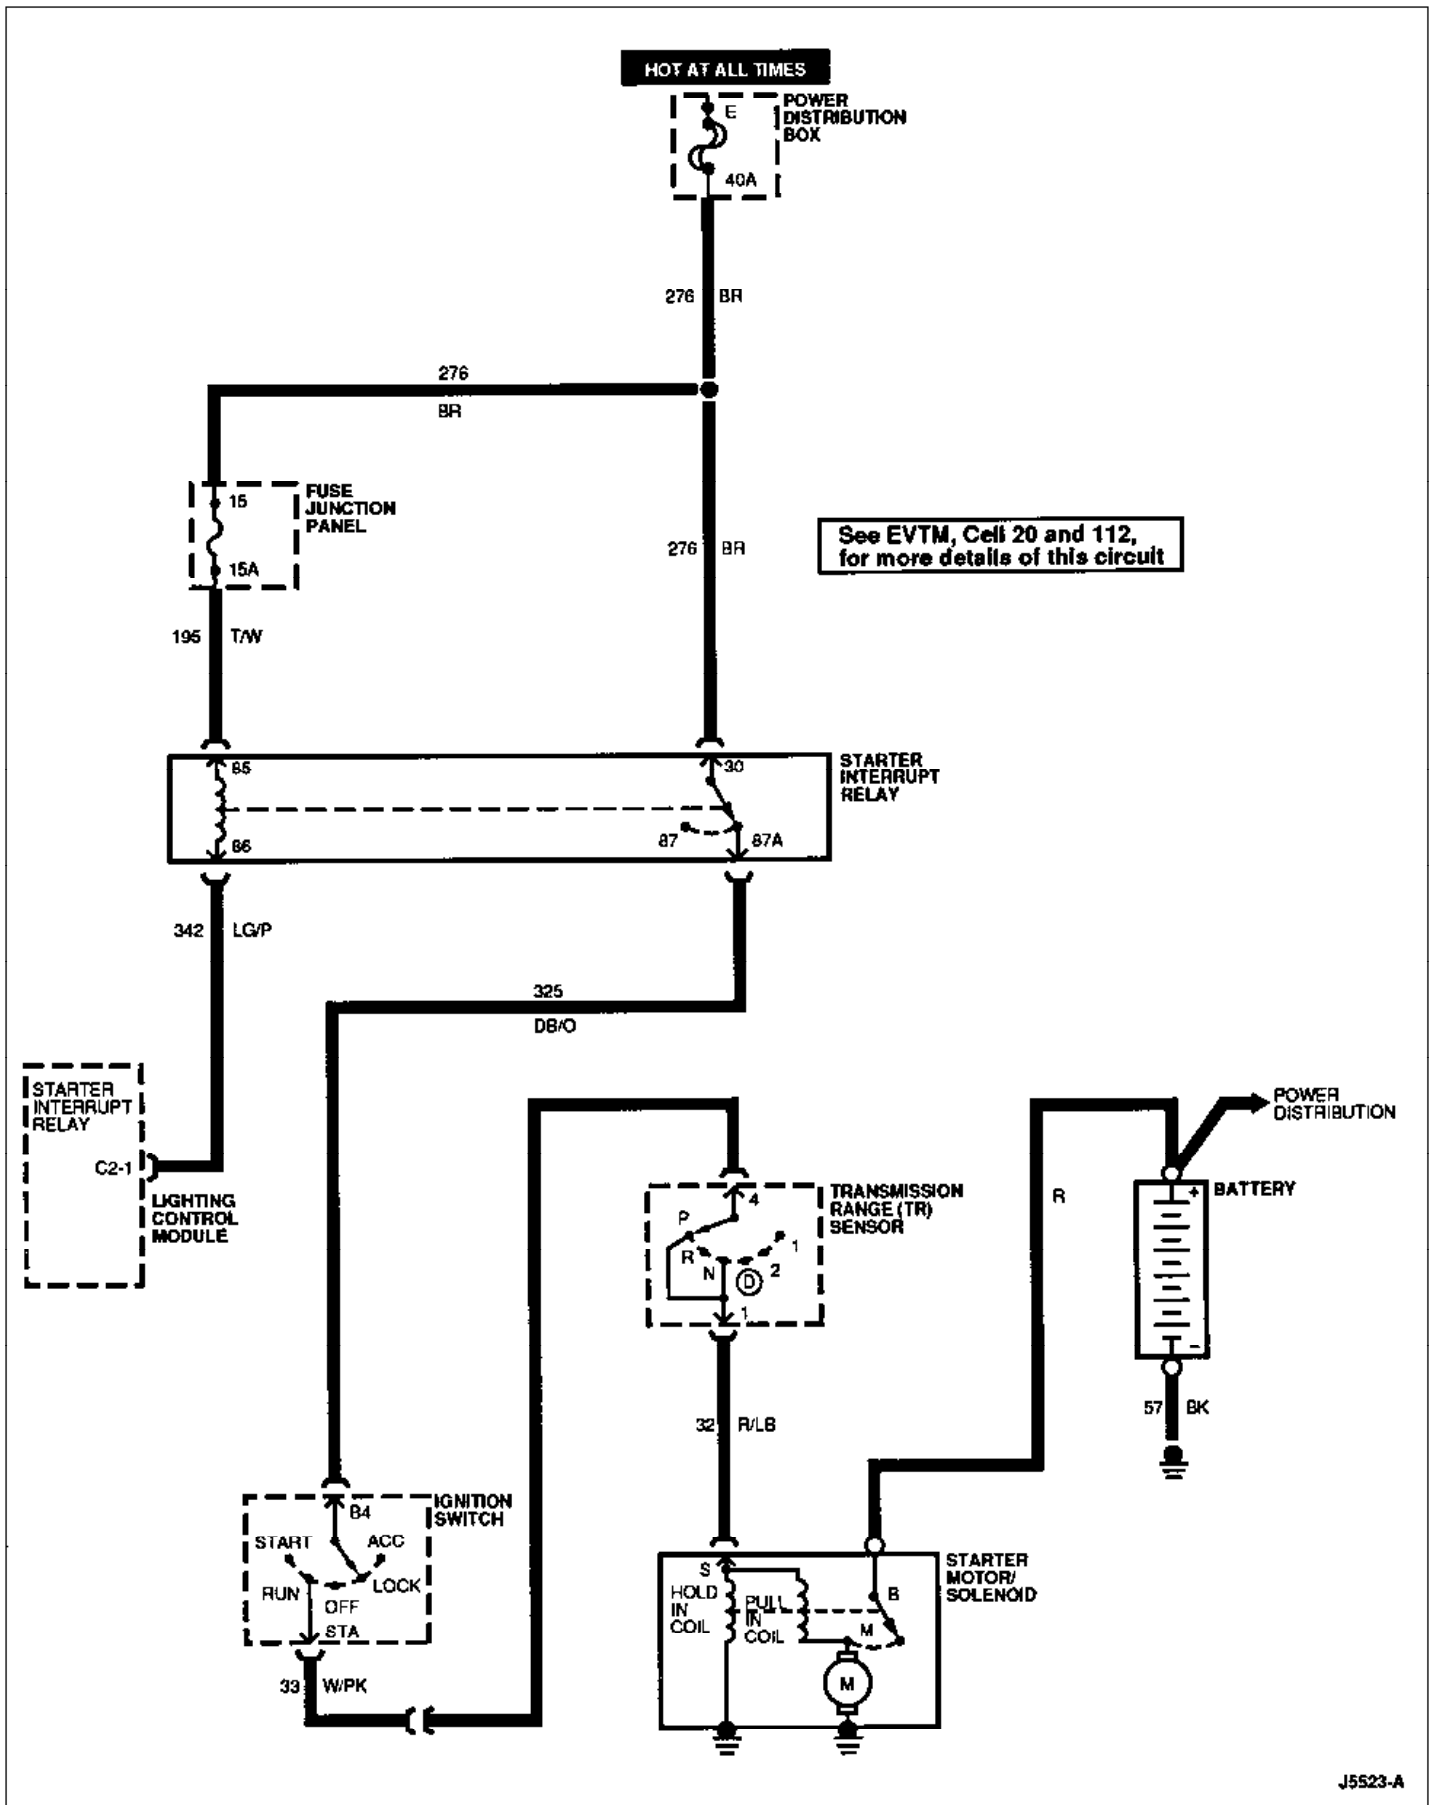 HOT AT ALL TIMES
E
POWER
DISTRIBUTION
BOX
40A
276 BR
276
BR
15
FUSE
JUNCTION
PANEL
15A
276 BR
See EVTM, Cell 20 and 112,
for more details of this circuit
195 T/W
85
30
STARTER
INTERRUPT
RELAY
86
87
87A
342 LG/P
325
DB/O
STARTER
INTERRUPT
RELAY
C2-1
LIGHTING
CONTROL
MODULE
POWER
DISTRIBUTION
R
+
BATTERY
-
57 BK
4
TRANSMISSION
RANGE (TR)
SENSOR
P
R
N
D
2
1
1
32 R/LB
B4
IGNITION
SWITCH
START
ACC
RUN
OFF
LOCK
STA
33 W/PK
S
HOLD
IN
COIL
PULL
IN
COIL
B
M
M
STARTER
MOTOR/
SOLENOID
J5523-A